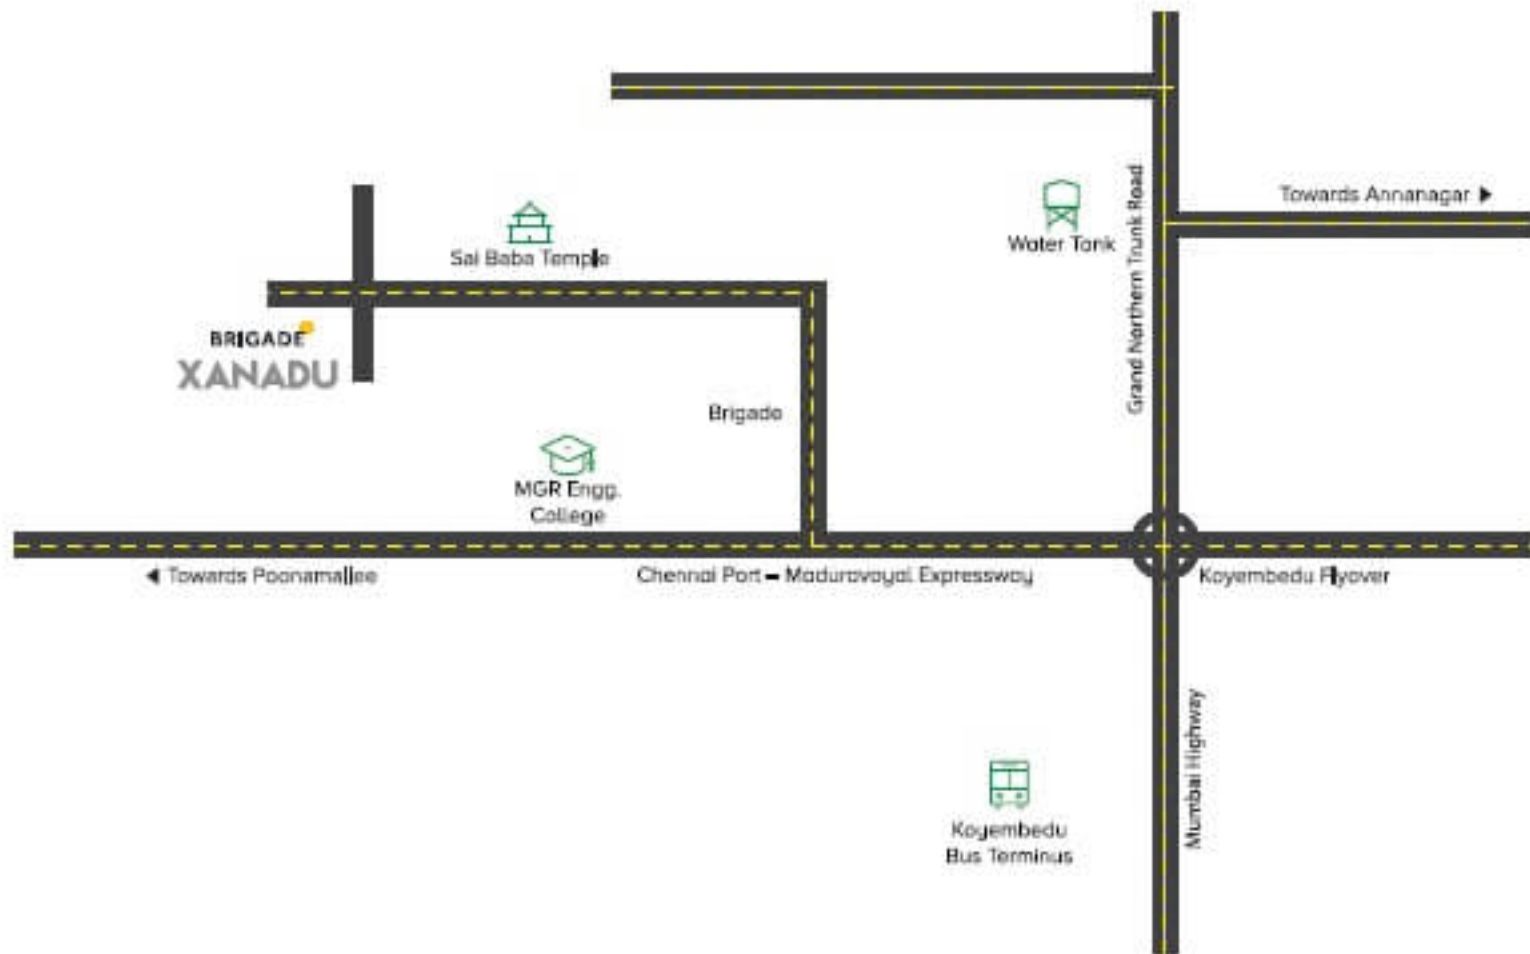 Towards Annanagar
Water Tank
Grand Northern Trunk Road
Sai Baba Temple
BRIGADE
XANADU
Brigade
MGR Engg.
College
Towards Poonamallee
Chennai Port - Maduravoyal Expressway
Koyembedu Flyover
Mumbai Highway
Koyembedu
Bus Terminus